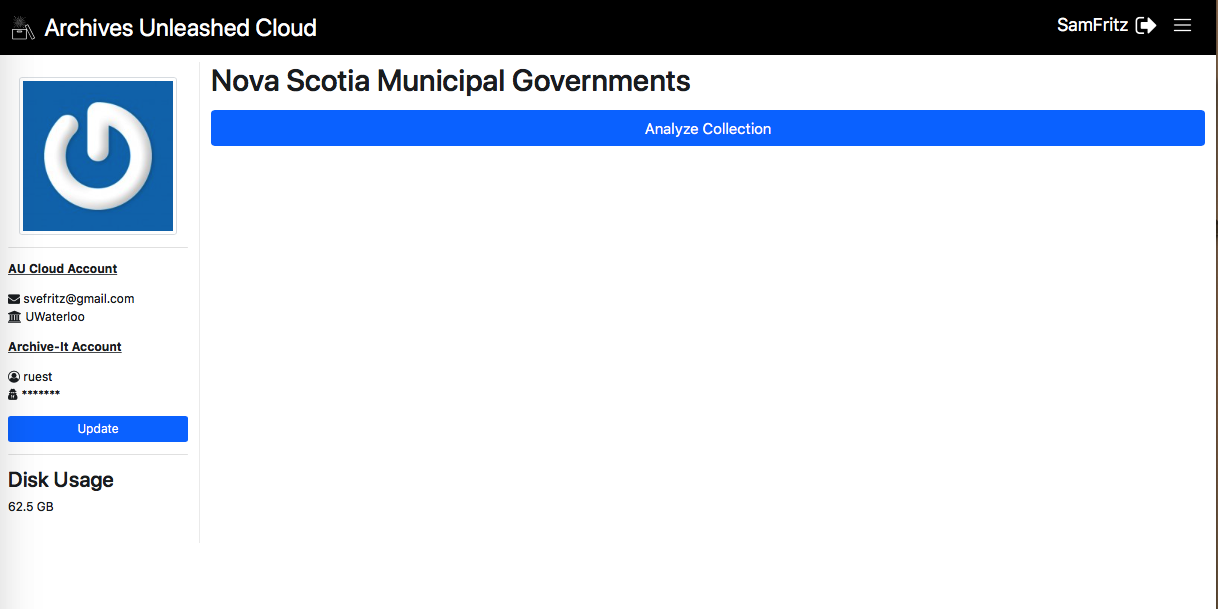 Archives Unleashed Cloud
SamFritz
Nova Scotia Municipal Governments
Analyze Collection
AU Cloud Account
svefritz@gmail.com
UWaterloo
Archive-It Account
ruest
*******
Update
Disk Usage
62.5 GB